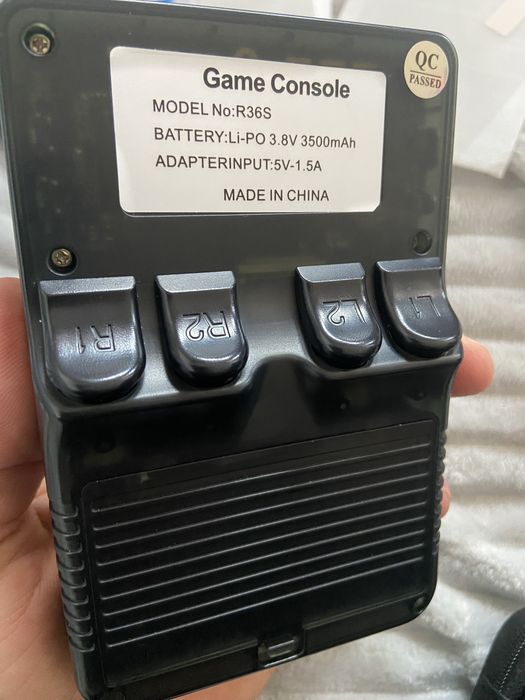 QC
PASSED
Game Console
MODEL No:R36S
BATTERY:Li-PO 3.8V 3500mAh
ADAPTERINPUT:5V-1.5A
MADE IN CHINA
R1
R2
L2
L1